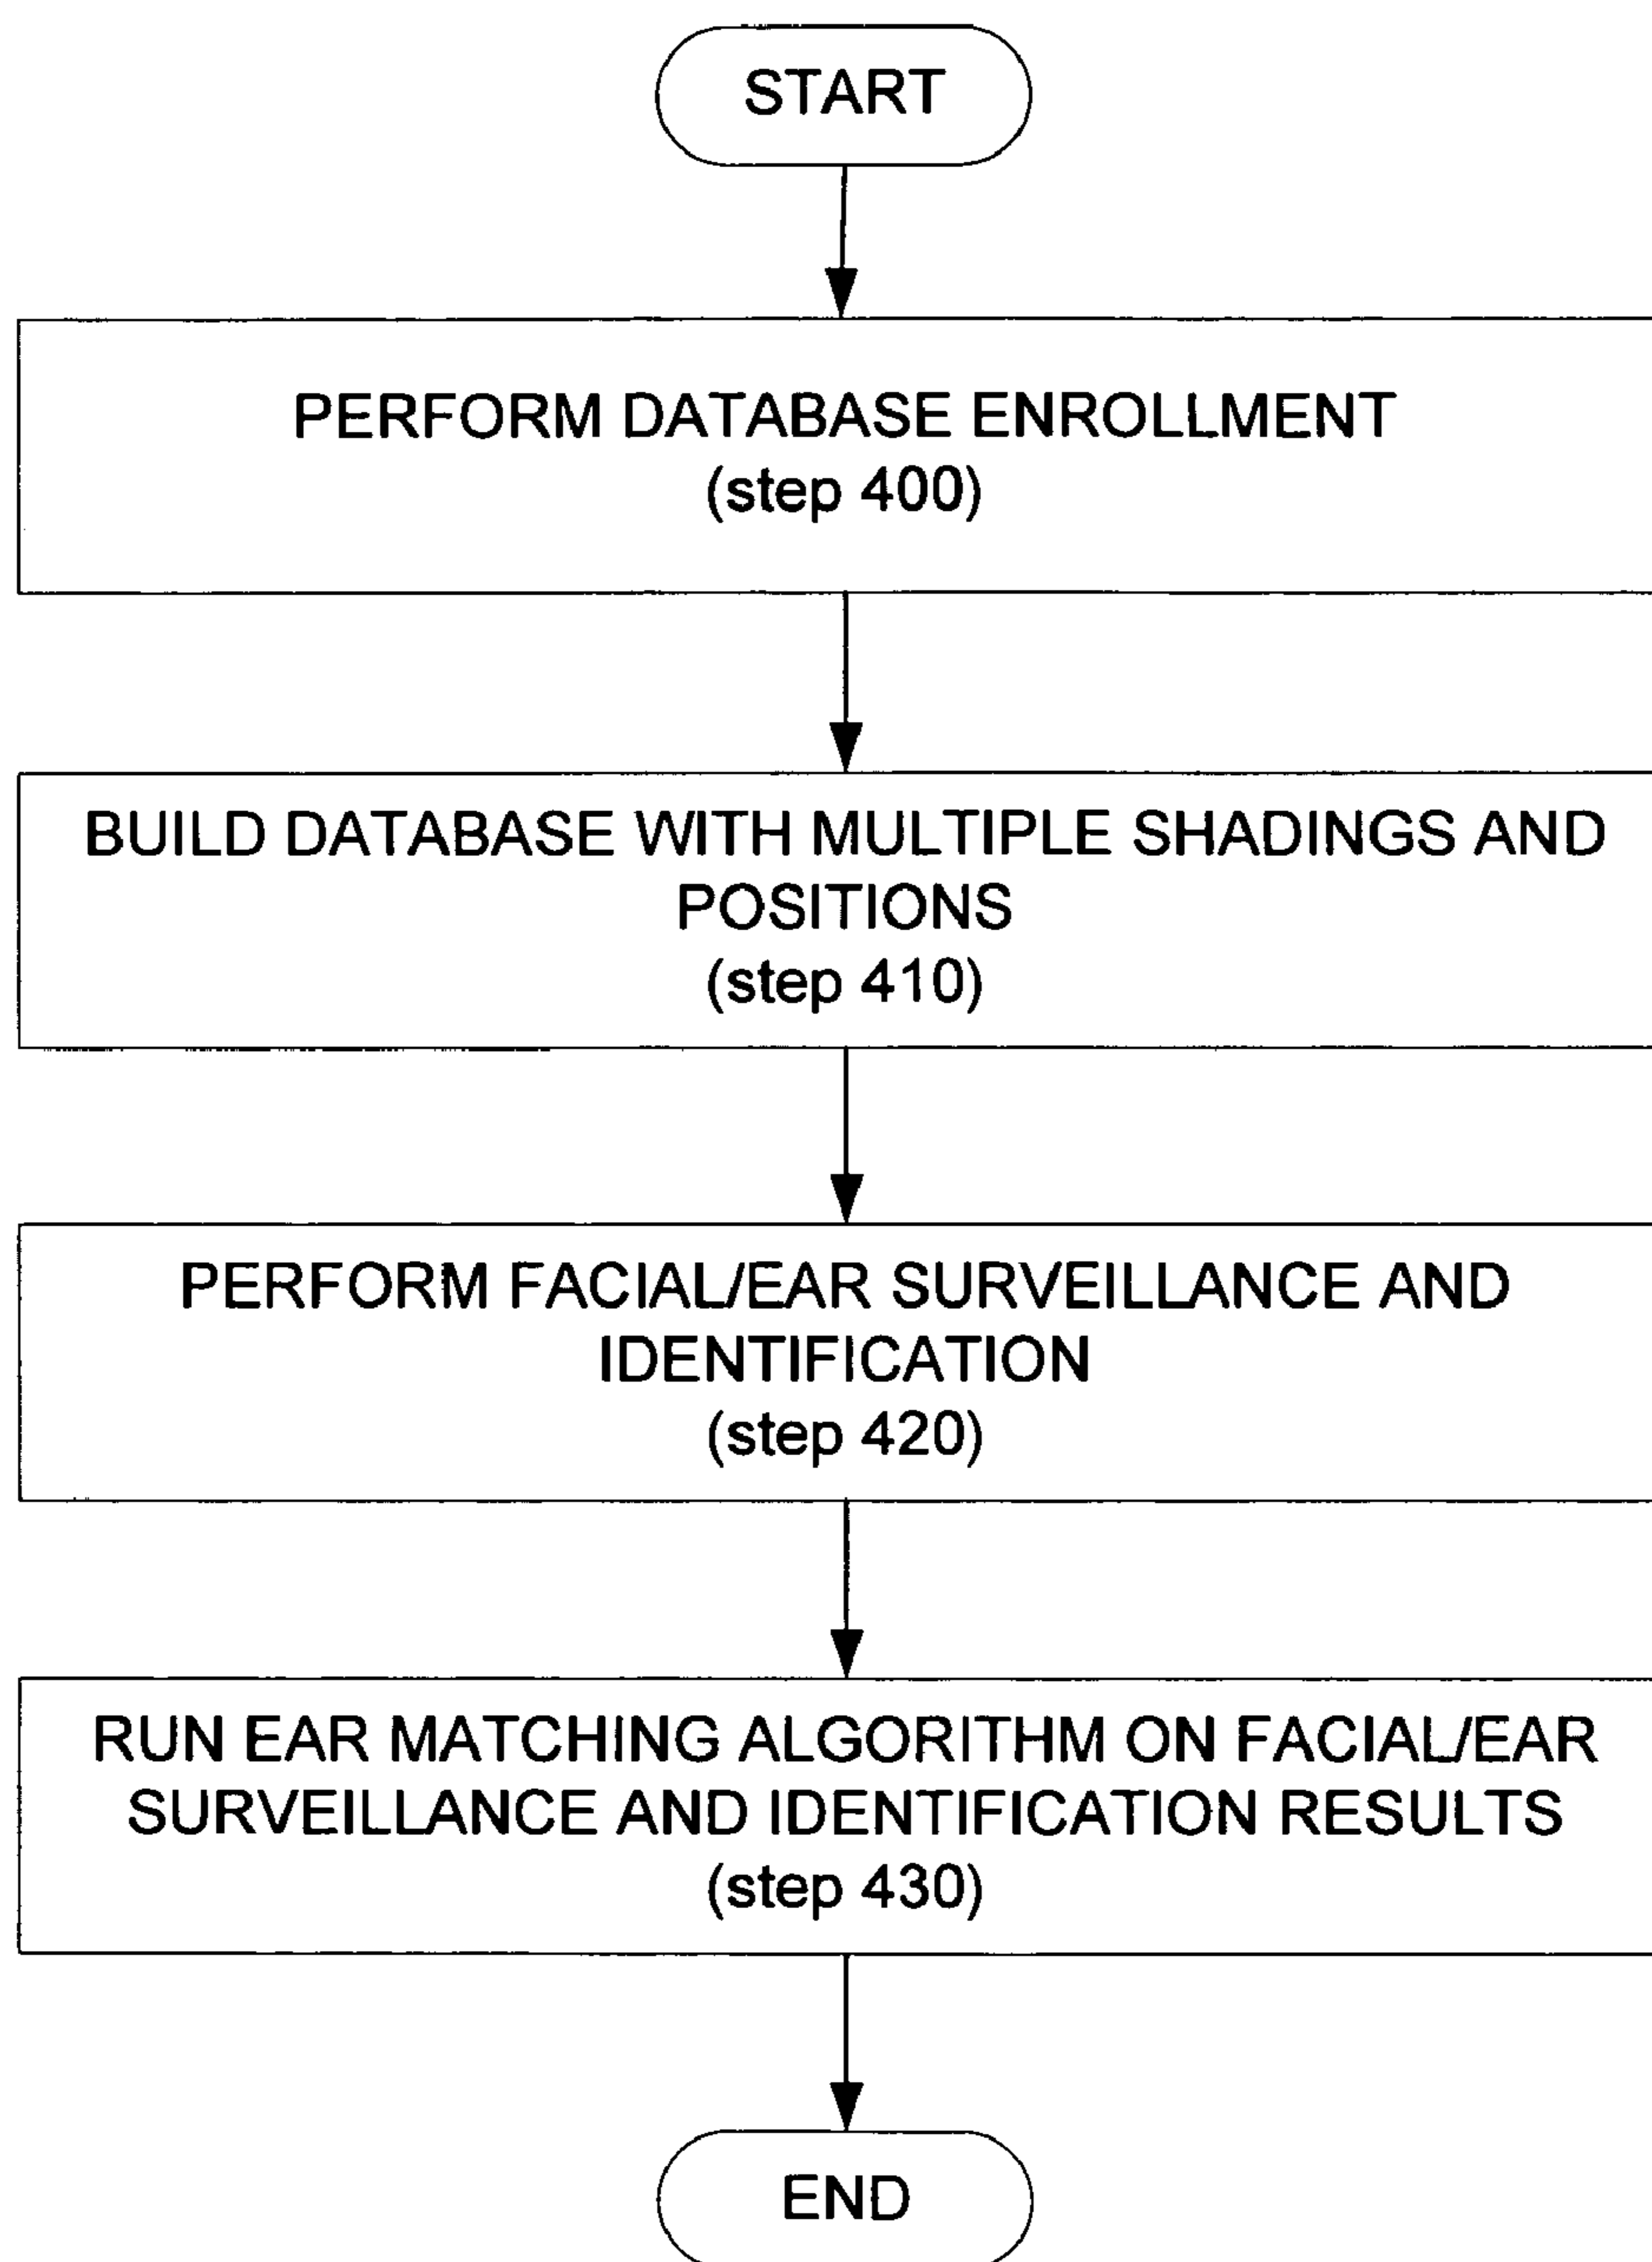 START
PERFORM DATABASE ENROLLMENT
(step 400)
BUILD DATABASE WITH MULTIPLE SHADINGS AND
POSITIONS
(step 410)
PERFORM FACIAL/EAR SURVEILLANCE AND
IDENTIFICATION
(step 420)
RUN EAR MATCHING ALGORITHM ON FACIAL/EAR
SURVEILLANCE AND IDENTIFICATION RESULTS
(step 430)
END